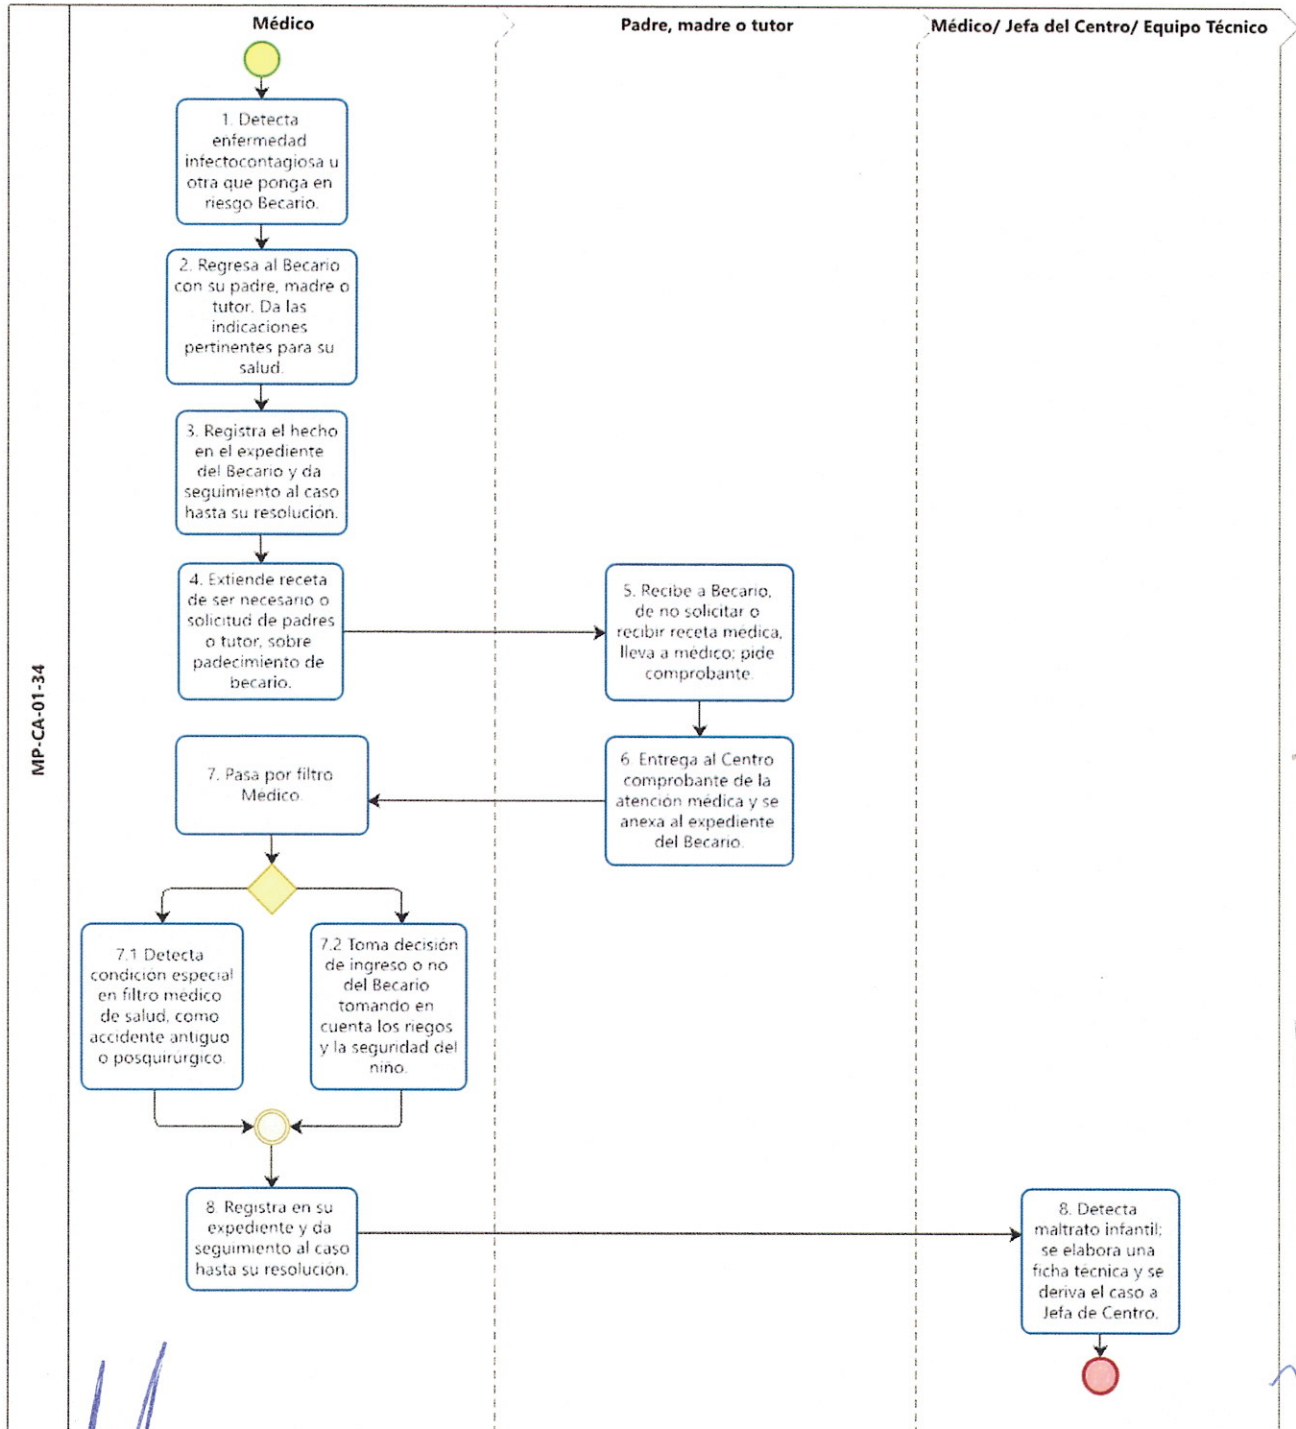 Médico
Padre, madre o tutor
Médico/ Jefa del Centro/ Equipo Técnico
MP-CA-01-34
1. Detecta
enfermedad
infectocontagiosa u
otra que ponga en
riesgo Becario.
2. Regresa al Becario
con su padre, madre o
tutor. Da las
indicaciones
pertinentes para su
salud.
3. Registra el hecho
en el expediente
del Becario y da
seguimiento al caso
hasta su resolución.
4. Extiende receta
de ser necesario o
solicitud de padres
o tutor, sobre
padecimiento de
becario.
5. Recibe a Becario,
de no solicitar o
recibir receta médica,
lleva a médico; pide
comprobante.
6. Entrega al Centro
comprobante de la
atención médica y se
anexa al expediente
del Becario.
7. Pasa por filtro
Médico.
7.1 Detecta
condición especial
en filtro médico
de salud, como
accidente antiguo
o posquirúrgico.
7.2 Toma decisión
de ingreso o no
del Becario
tomando en
cuenta los riegos
y la seguridad del
niño.
8. Registra en su
expediente y da
seguimiento al caso
hasta su resolución.
8. Detecta
maltrato infantil;
se elabora una
ficha técnica y se
deriva el caso a
Jefa de Centro.